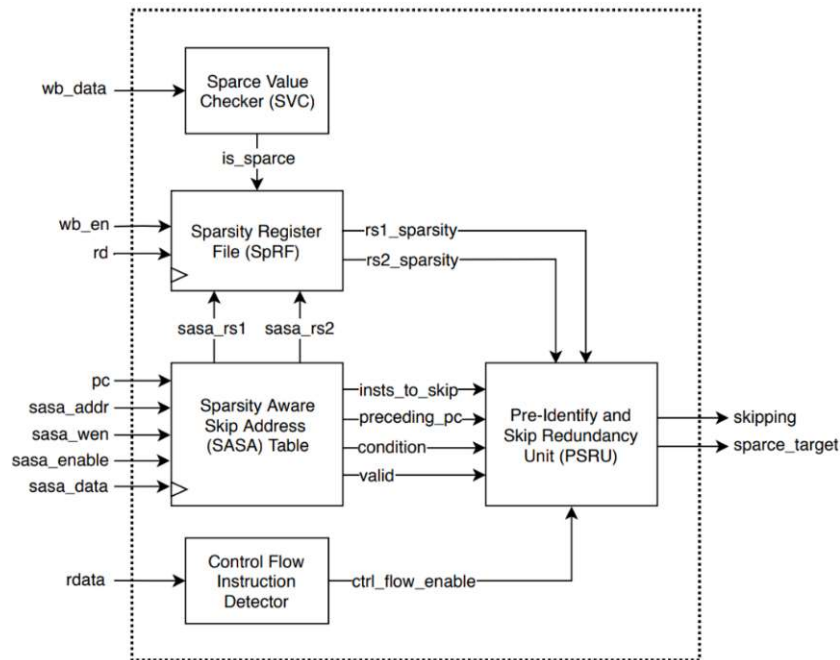 wb_data
Sparce Value
Checker (SVC)
is_sparce
wb_en
rd
Sparsity Register
File (SpRF)
rs1_sparsity
rs2_sparsity
sasa_rs1
sasa_rs2
pc
sasa_addr
sasa_wen
sasa_enable
sasa_data
Sparsity Aware
Skip Address
(SASA) Table
insts_to_skip
preceding_pc
condition
valid
Pre-Identify and
Skip Redundancy
Unit (PSRU)
skipping
sparce_target
rdata
Control Flow
Instruction
Detector
ctrl_flow_enable